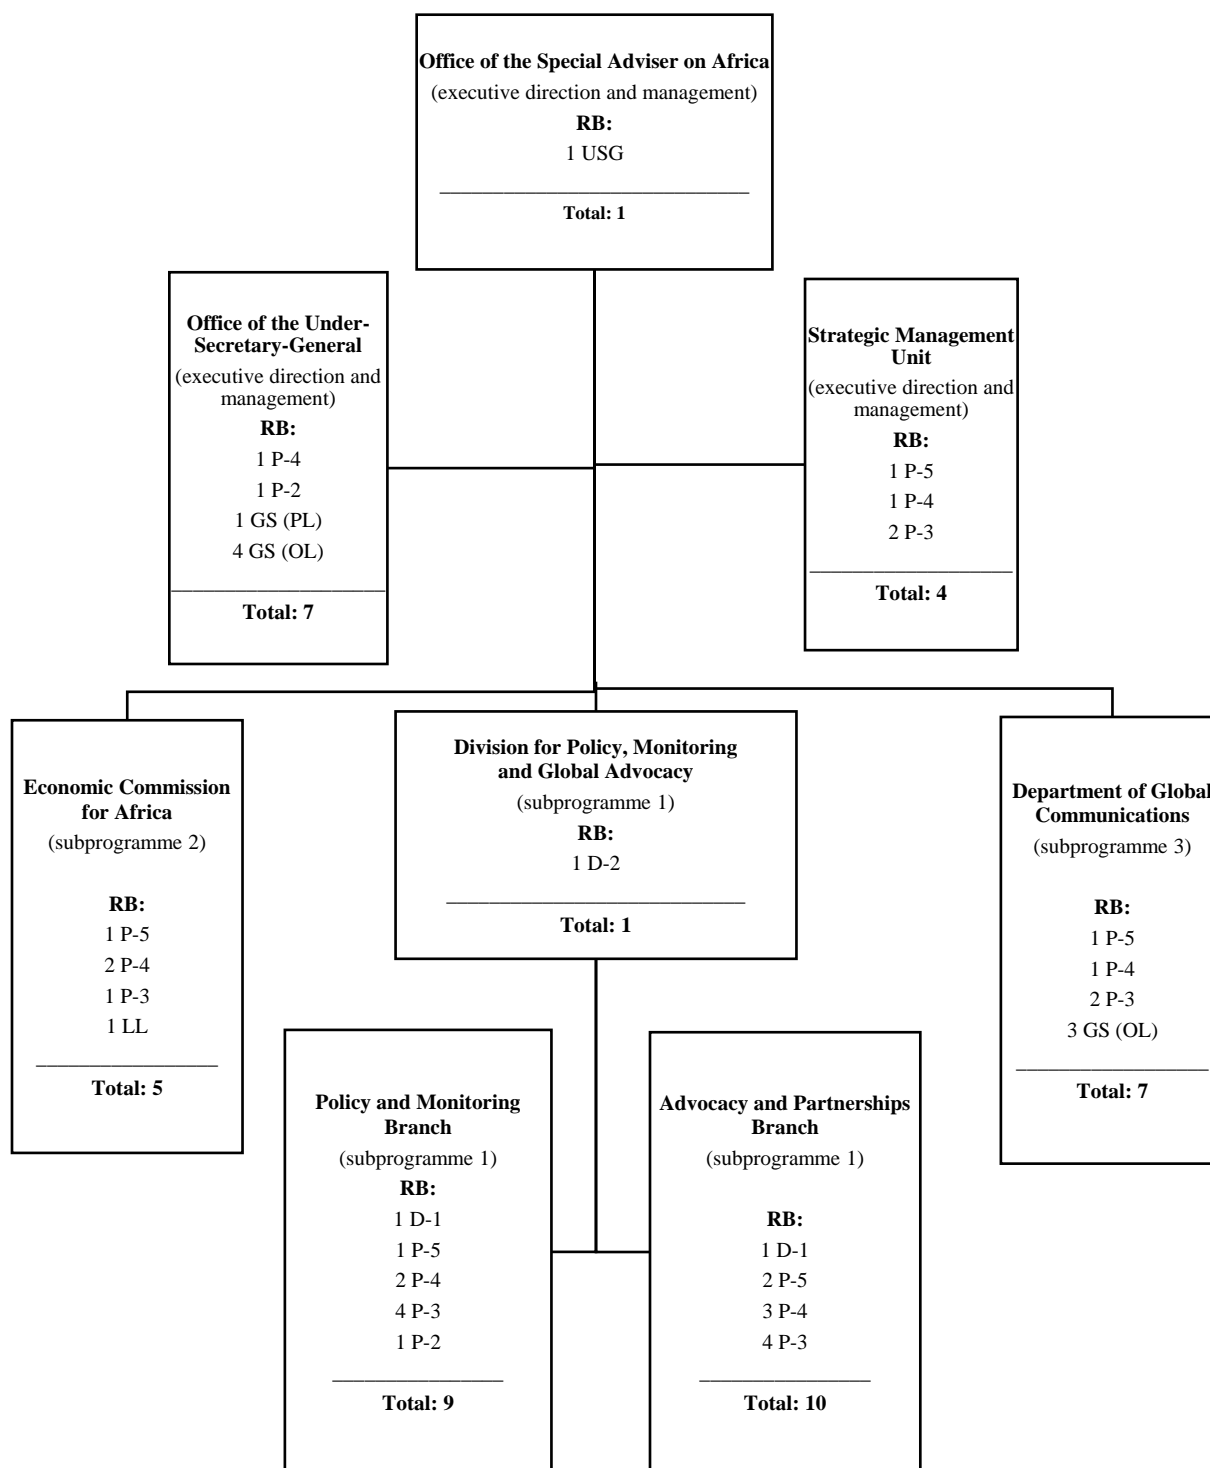 Office of the Special Adviser on Africa
(executive direction and management)
RB:
1 USG
Total: 1
Office of the Under-
Secretary-General
(executive direction and
management)
RB:
1 P-4
1 P-2
1 GS (PL)
4 GS (OL)
Total: 7
Strategic Management
Unit
(executive direction and
management)
RB:
1 P-5
1 P-4
2 P-3
Total: 4
Economic Commission
for Africa
(subprogramme 2)
RB:
1 P-5
2 P-4
1 P-3
1 LL
Total: 5
Division for Policy, Monitoring
and Global Advocacy
(subprogramme 1)
RB:
1 D-2
Total: 1
Department of Global
Communications
(subprogramme 3)
RB:
1 P-5
1 P-4
2 P-3
3 GS (OL)
Total: 7
Policy and Monitoring
Branch
(subprogramme 1)
RB:
1 D-1
1 P-5
2 P-4
4 P-3
1 P-2
Total: 9
Advocacy and Partnerships
Branch
(subprogramme 1)
RB:
1 D-1
2 P-5
3 P-4
4 P-3
Total: 10